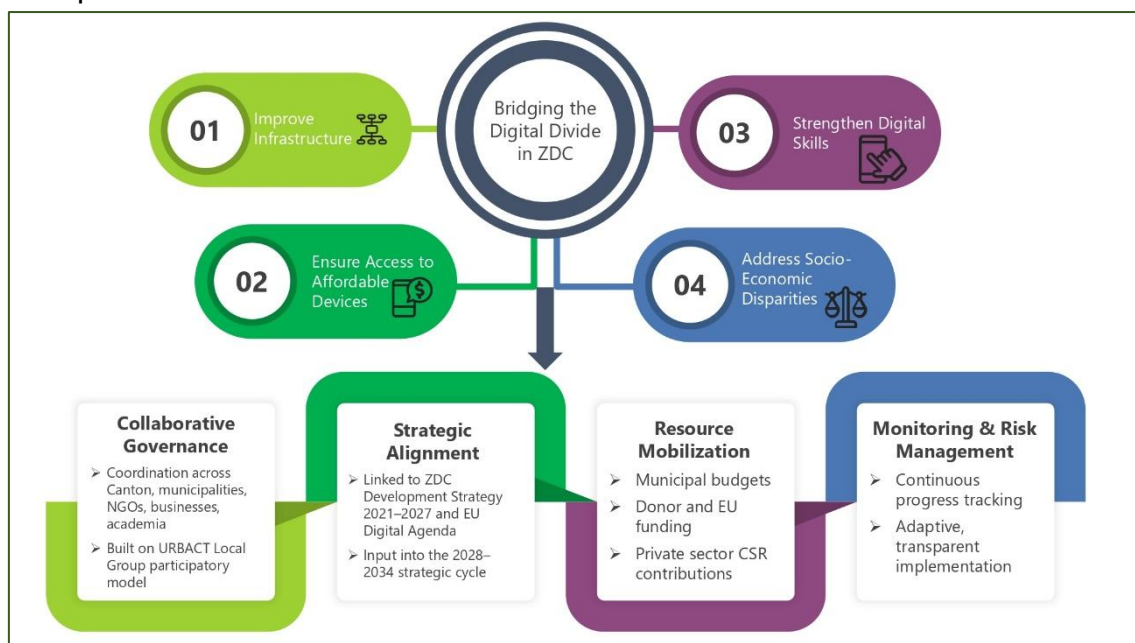 Bridging the
Digital Divide
in ZDC
01
Improve
Infrastructure
02
Ensure Access to
Affordable
Devices
$
03
Strengthen Digital
Skills
04
Address Socio-
Economic
Disparities
Collaborative
Governance
➢ Coordination across
Canton, municipalities,
NGOs, businesses,
academia
➢ Built on URBACT Local
Group participatory
model
Strategic
Alignment
➢ Linked to ZDC
Development Strategy
2021–2027 and EU
Digital Agenda
➢ Input into the 2028–
2034 strategic cycle
Resource
Mobilization
➢ Municipal budgets
➢ Donor and EU
funding
➢ Private sector CSR
contributions
Monitoring & Risk
Management
➢ Continuous
progress tracking
➢ Adaptive,
transparent
implementation